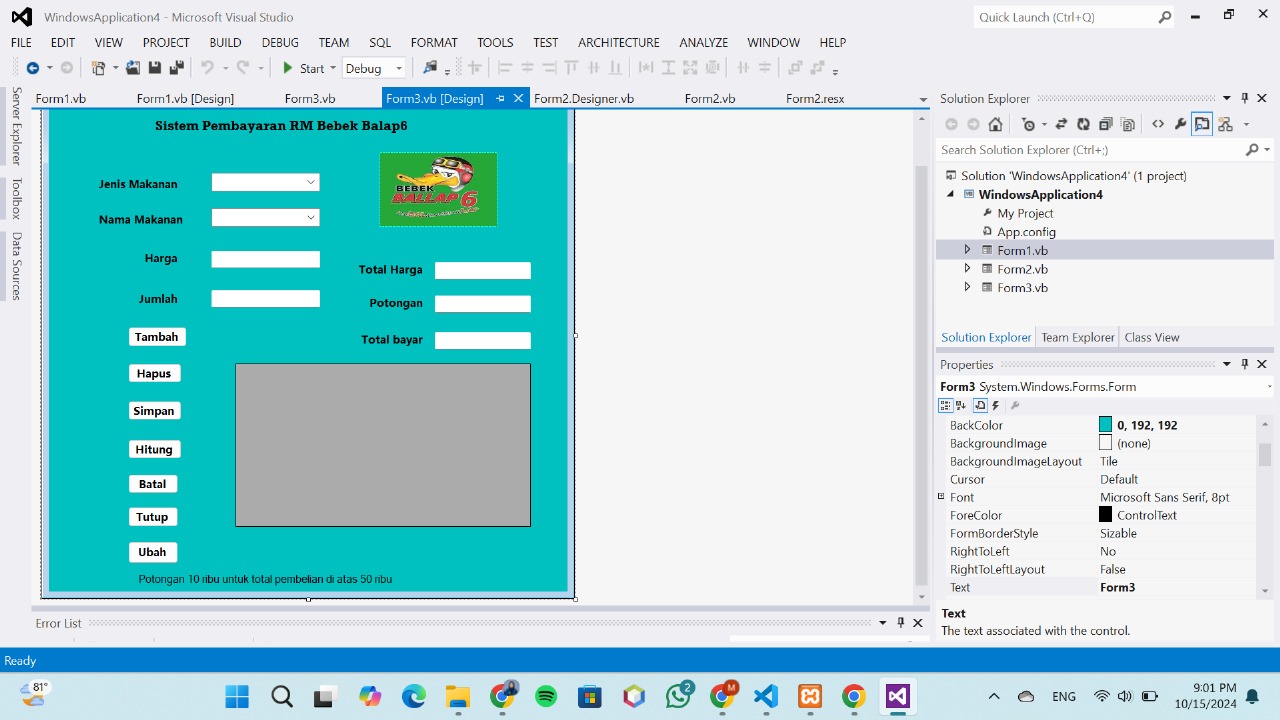 WindowsApplication4 - Microsoft Visual Studio
Quick Launch (Ctrl+Q)
FILE EDIT VIEW PROJECT BUILD DEBUG TEAM SQL FORMAT TOOLS TEST ARCHITECTURE ANALYZE WINDOW HELP
Start Debug
Form1.vb Form1.vb [Design] Form3.vb Form3.vb [Design] Form2.Designer.vb Form2.vb Form2.resx
Server Explorer
Toolbox
Data Sources
Sistem Pembayaran RM Bebek Balap6
Jenis Makanan
BEBEK
BALLAP 6
Nama Makanan
Harga
Total Harga
Jumlah
Potongan
Tambah
Total bayar
Hapus
Simpan
Hitung
Batal
Tutup
Ubah
Potongan 10 ribu untuk total pembelian di atas 50 ribu
Error List
Solution Explorer
Search Solution Explorer (Ctrl+;)
Solution 'WindowsApplication4' (1 project)
WindowsApplication4
My Project
App.config
Form1.vb
Form2.vb
Form3.vb
Solution Explorer Team Explorer Class View
Properties
Form3 System.Windows.Forms.Form
BackColor 0, 192, 192
BackgroundImage (none)
BackgroundImageLayout Tile
Cursor Default
Font Microsoft Sans Serif, 8pt
ForeColor ControlText
FormBorderStyle Sizable
RightToLeft No
RightToLeftLayout False
Text Form3
Text
The text associated with the control.
Ready
81°
2
M
ENG
9:01 PM
10/15/2024